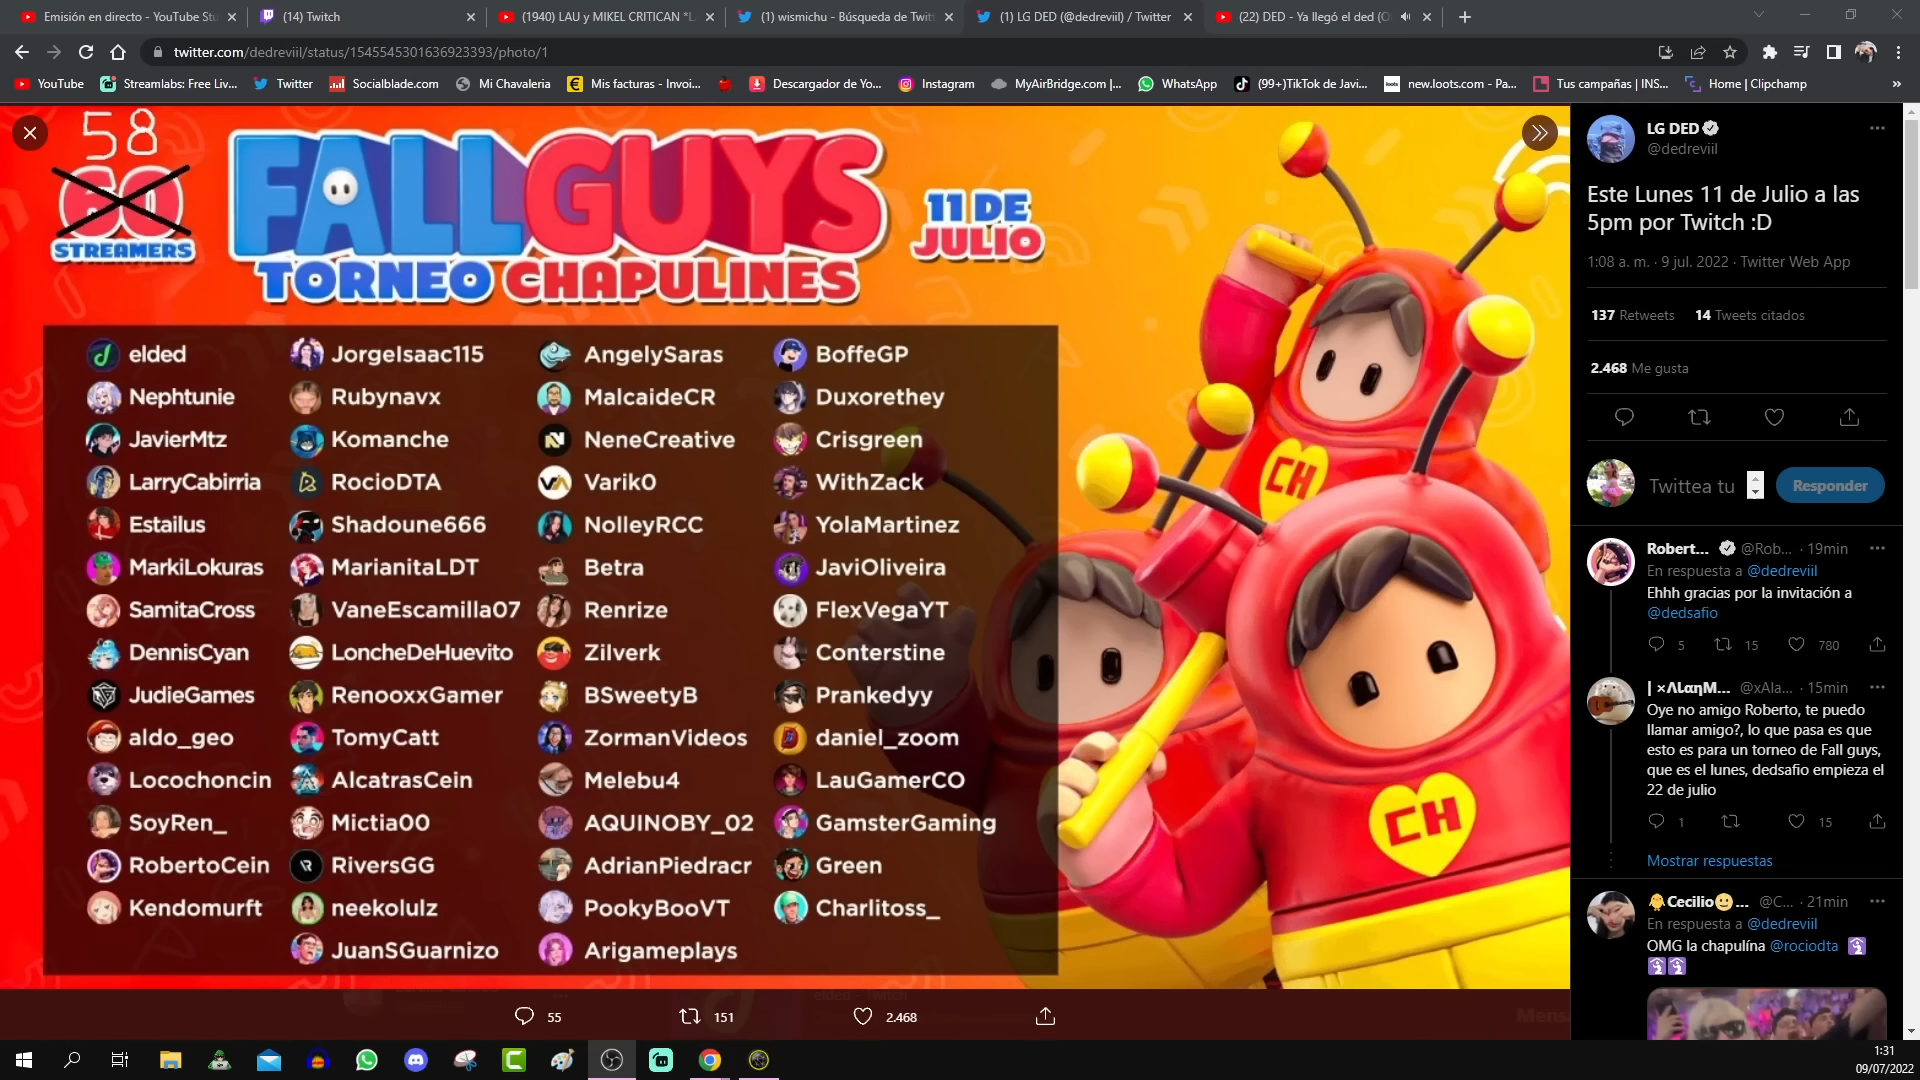 Emisión en directo - YouTube Stu
(14) Twitch
(1940) LAU y MIKEL CRITICAN *L
(1) wismichu - Búsqueda de Twitt
(1) LG DED (@dedreviil) / Twitter
(22) DED - Ya llegó el ded (O
twitter.com/dedreviil/status/1545545301636923393/photo/1
YouTube
Streamlabs: Free Liv...
Twitter
Socialblade.com
Mi Chavaleria
Mis facturas - Invoi...
Descargador de Yo...
Instagram
MyAirBridge.com |...
WhatsApp
(99+)TikTok de Javi...
new.loots.com - Pa...
Tus campañas | INS...
Home | Clipchamp
58
60
STREAMERS
FALL GUYS
TORNEO CHAPULINES
11 DE
JULIO
elded
Nephtunie
JavierMtz
LarryCabirria
Estailus
MarkiLokuras
SamitaCross
DennisCyan
JudieGames
aldo_geo
Locochoncin
SoyRen_
RobertoCein
Kendomurft
JorgeIsaac115
Rubynavx
Komanche
RocioDTA
Shadoune666
MarianitaLDT
VaneEscamilla07
LoncheDeHuevito
RenooxxGamer
TomyCatt
AlcatrasCein
Mictia00
RiversGG
neekolulz
JuanSGuarnizo
AngelySaras
MalcaideCR
NeneCreative
Varik0
NolleyRCC
Betra
Renrize
Zilverk
BSweetyB
ZormanVideos
Melebu4
AQUINOBY_02
AdrianPiedracr
PookyBooVT
Arigameplays
BoffeGP
Duxorethey
Crisgreen
WithZack
YolaMartinez
JaviOliveira
FlexVegaYT
Conterstine
Prankedyy
daniel_zoom
LauGamerCO
GamsterGaming
Green
Charlitoss_
CH
CH
55
151
2.468
LG DED
@dedreviil
Este Lunes 11 de Julio a las
5pm por Twitch :D
1:08 a. m. · 9 jul. 2022 · Twitter Web App
137 Retweets 14 Tweets citados
2.468 Me gusta
Twittea tu
Responder
Robert... @Rob... · 19min
En respuesta a @dedreviil
Ehhh gracias por la invitación a
@dedsafio
5 15 780
| ×ΛLαηM... @xAla... · 15min
Oye no amigo Roberto, te puedo
llamar amigo?, lo que pasa es que
esto es para un torneo de Fall guys,
que es el lunes, dedsafio empieza el
22 de julio
1 15
Mostrar respuestas
🐥Cecilio🙂... @C... · 21min
En respuesta a @dedreviil
OMG la chapulína @rociodta
1:31
09/07/2022